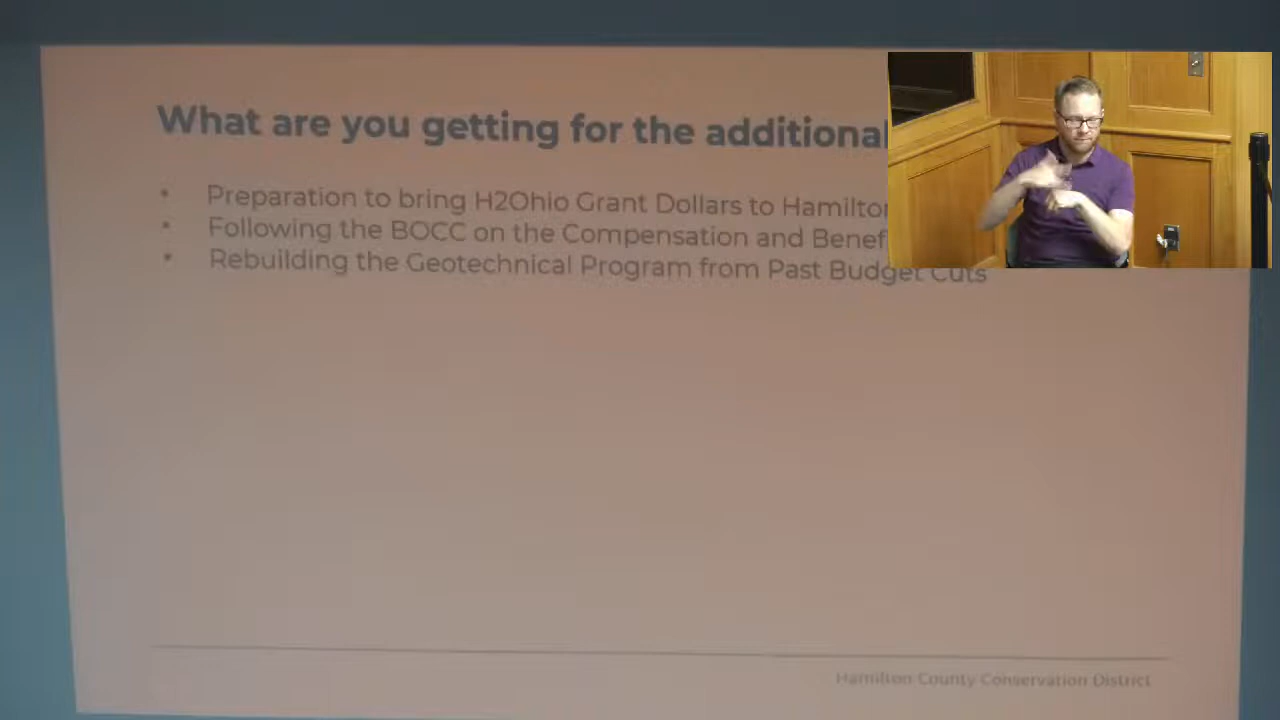 What are you getting for the additional
• Preparation to bring H2Ohio Grant Dollars to Hamilton
• Following the BOCC on the Compensation and Benef
• Rebuilding the Geotechnical Program from Past Budget Cuts
Hamilton County Conservation District